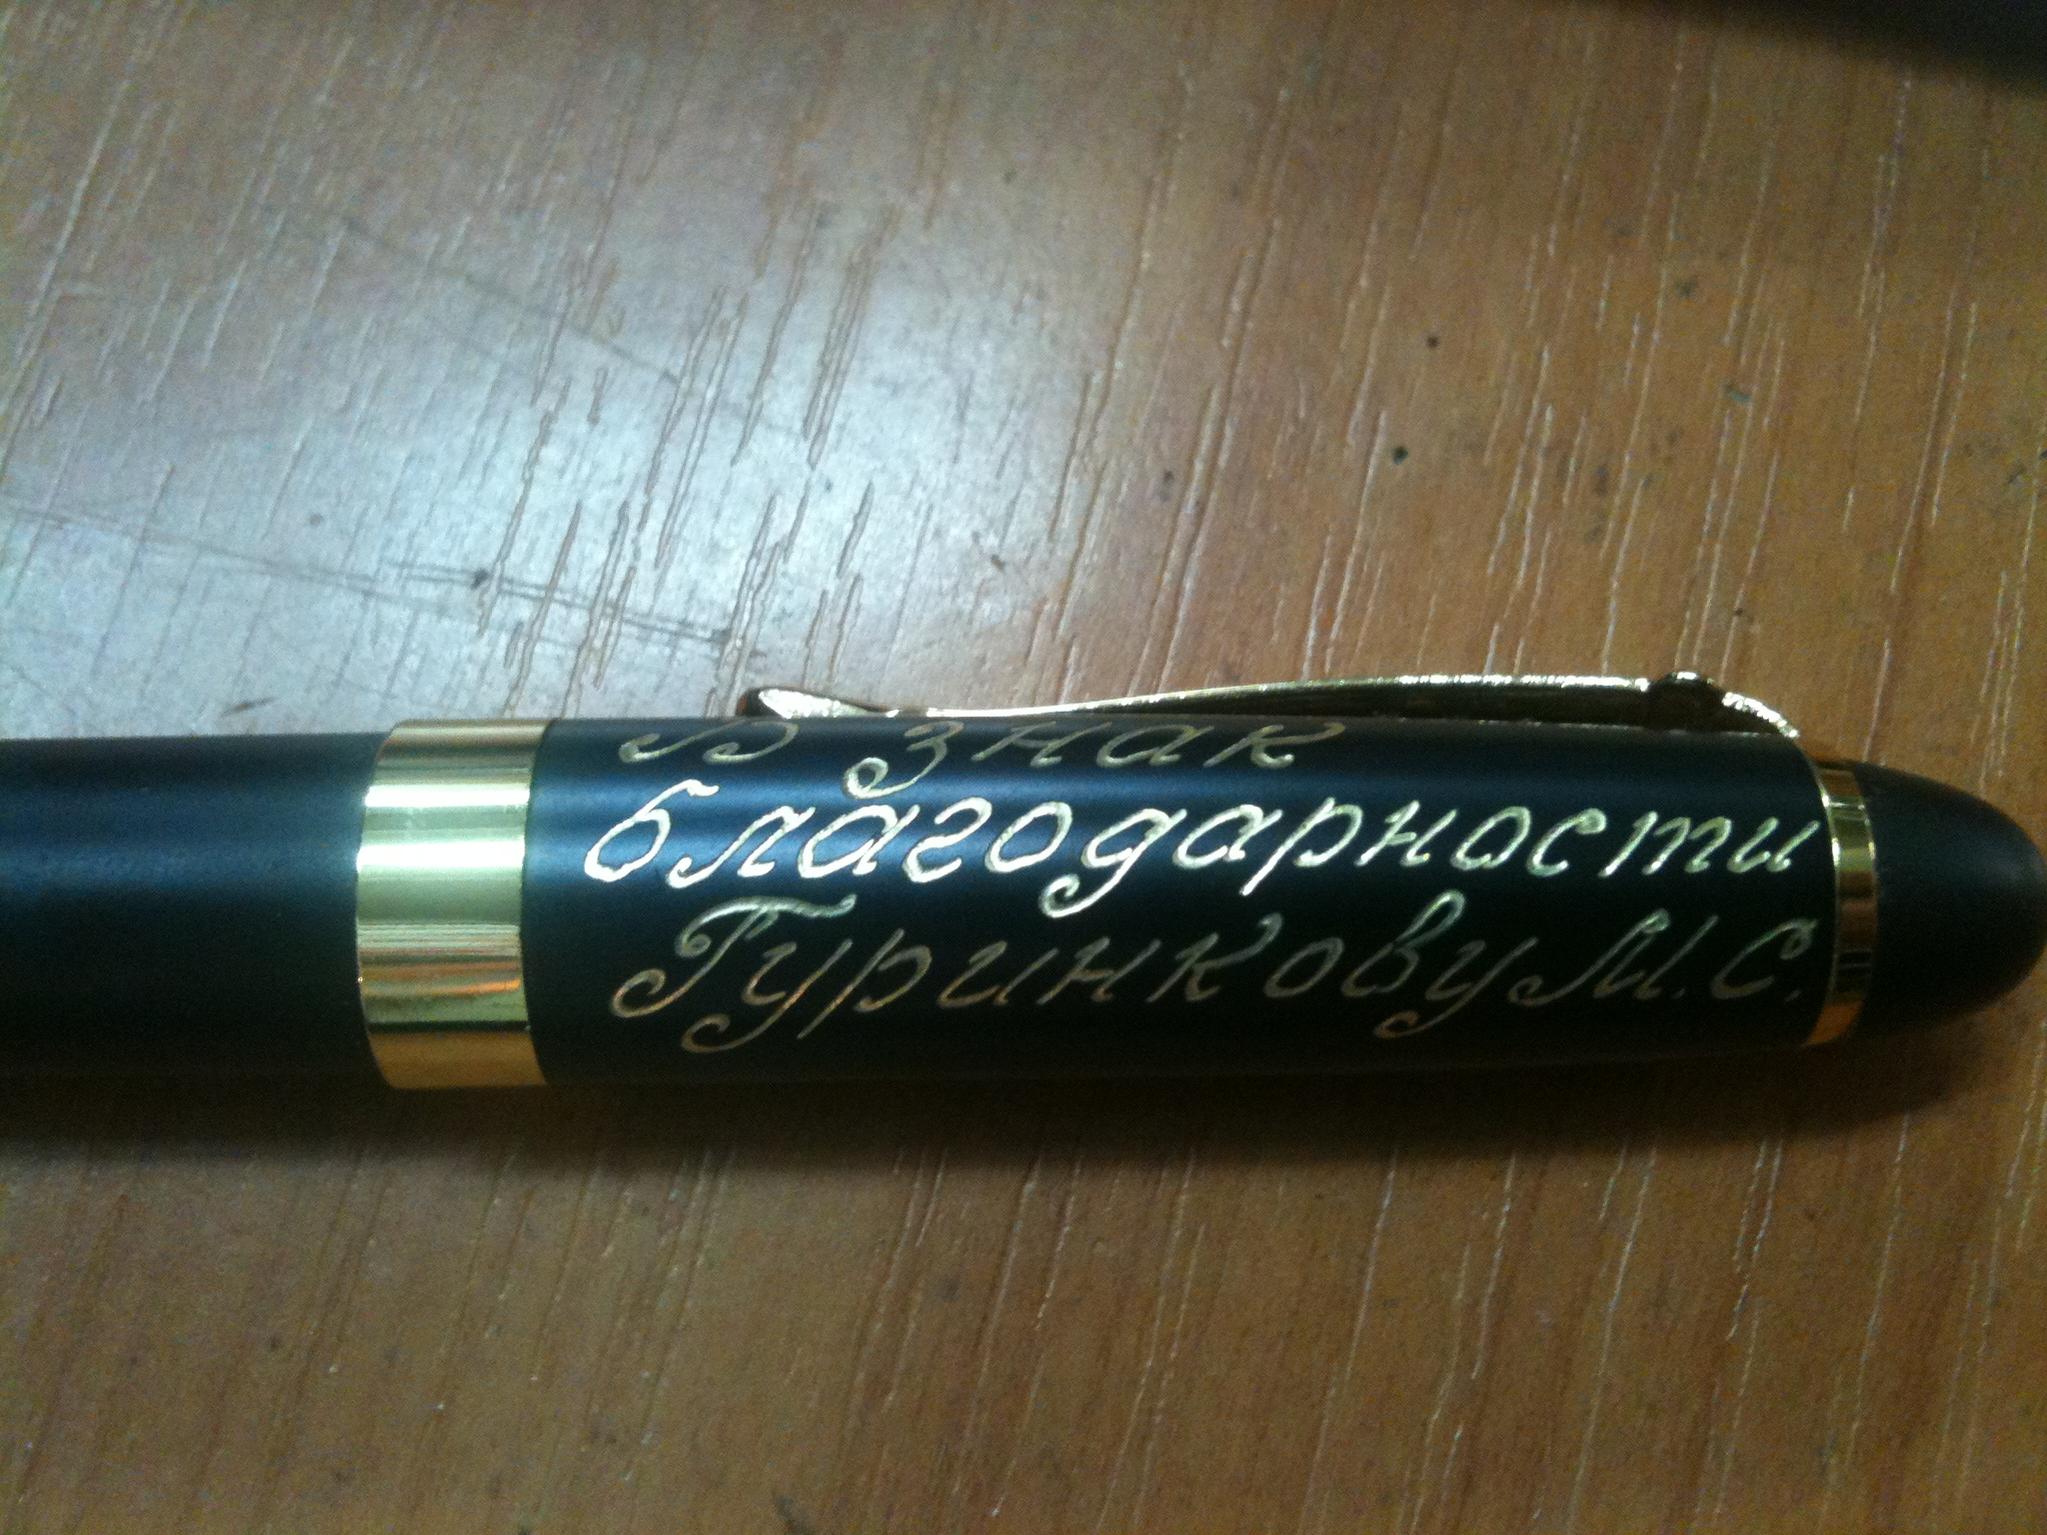 В знак
благодарности
Гуринкову М.С.